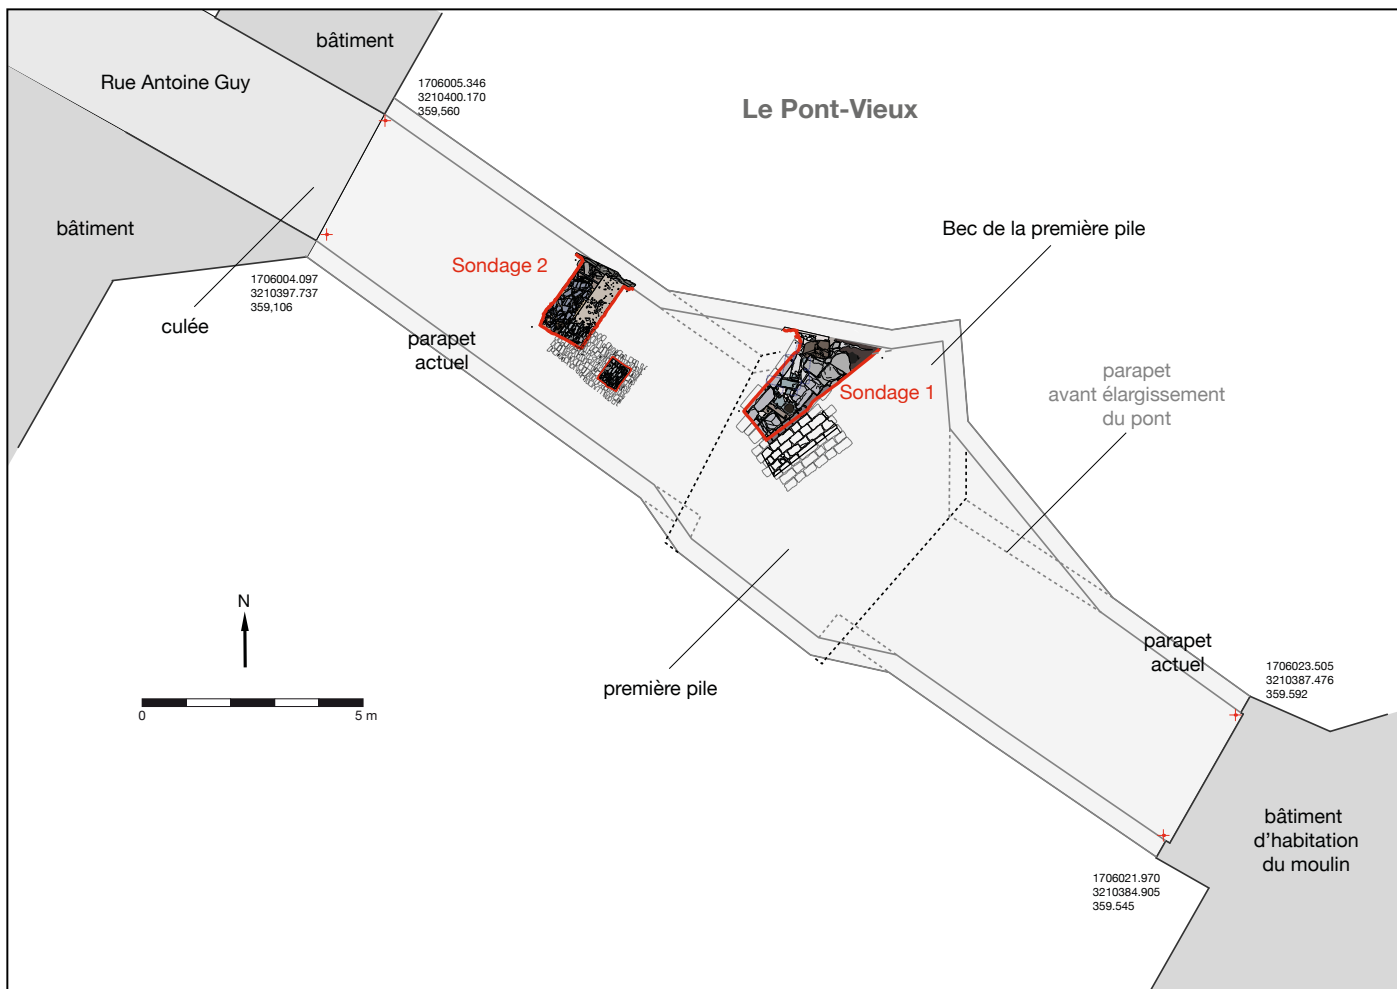 bâtiment
Rue Antoine Guy
1706005.346
3210400.170
359,560
Le Pont-Vieux
bâtiment
Bec de la première pile
Sondage 2
1706004.097
3210397.737
359,106
culée
parapet
actuel
Sondage 1
parapet
avant élargissement
du pont
N
0
5 m
première pile
parapet
actuel
1706023.505
3210387.476
359.592
bâtiment
d'habitation
du moulin
1706021.970
3210384.905
359.545